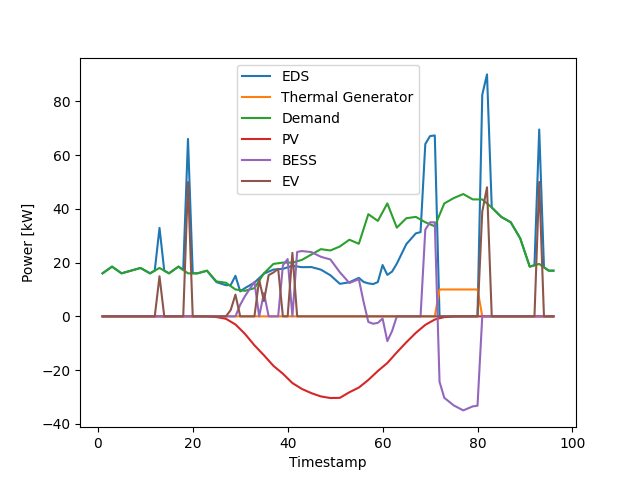 EDS
Thermal Generator
Demand
PV
BESS
EV
Power [kW]
80
60
40
20
0
−20
−40
0 20 40 60 80 100
Timestamp